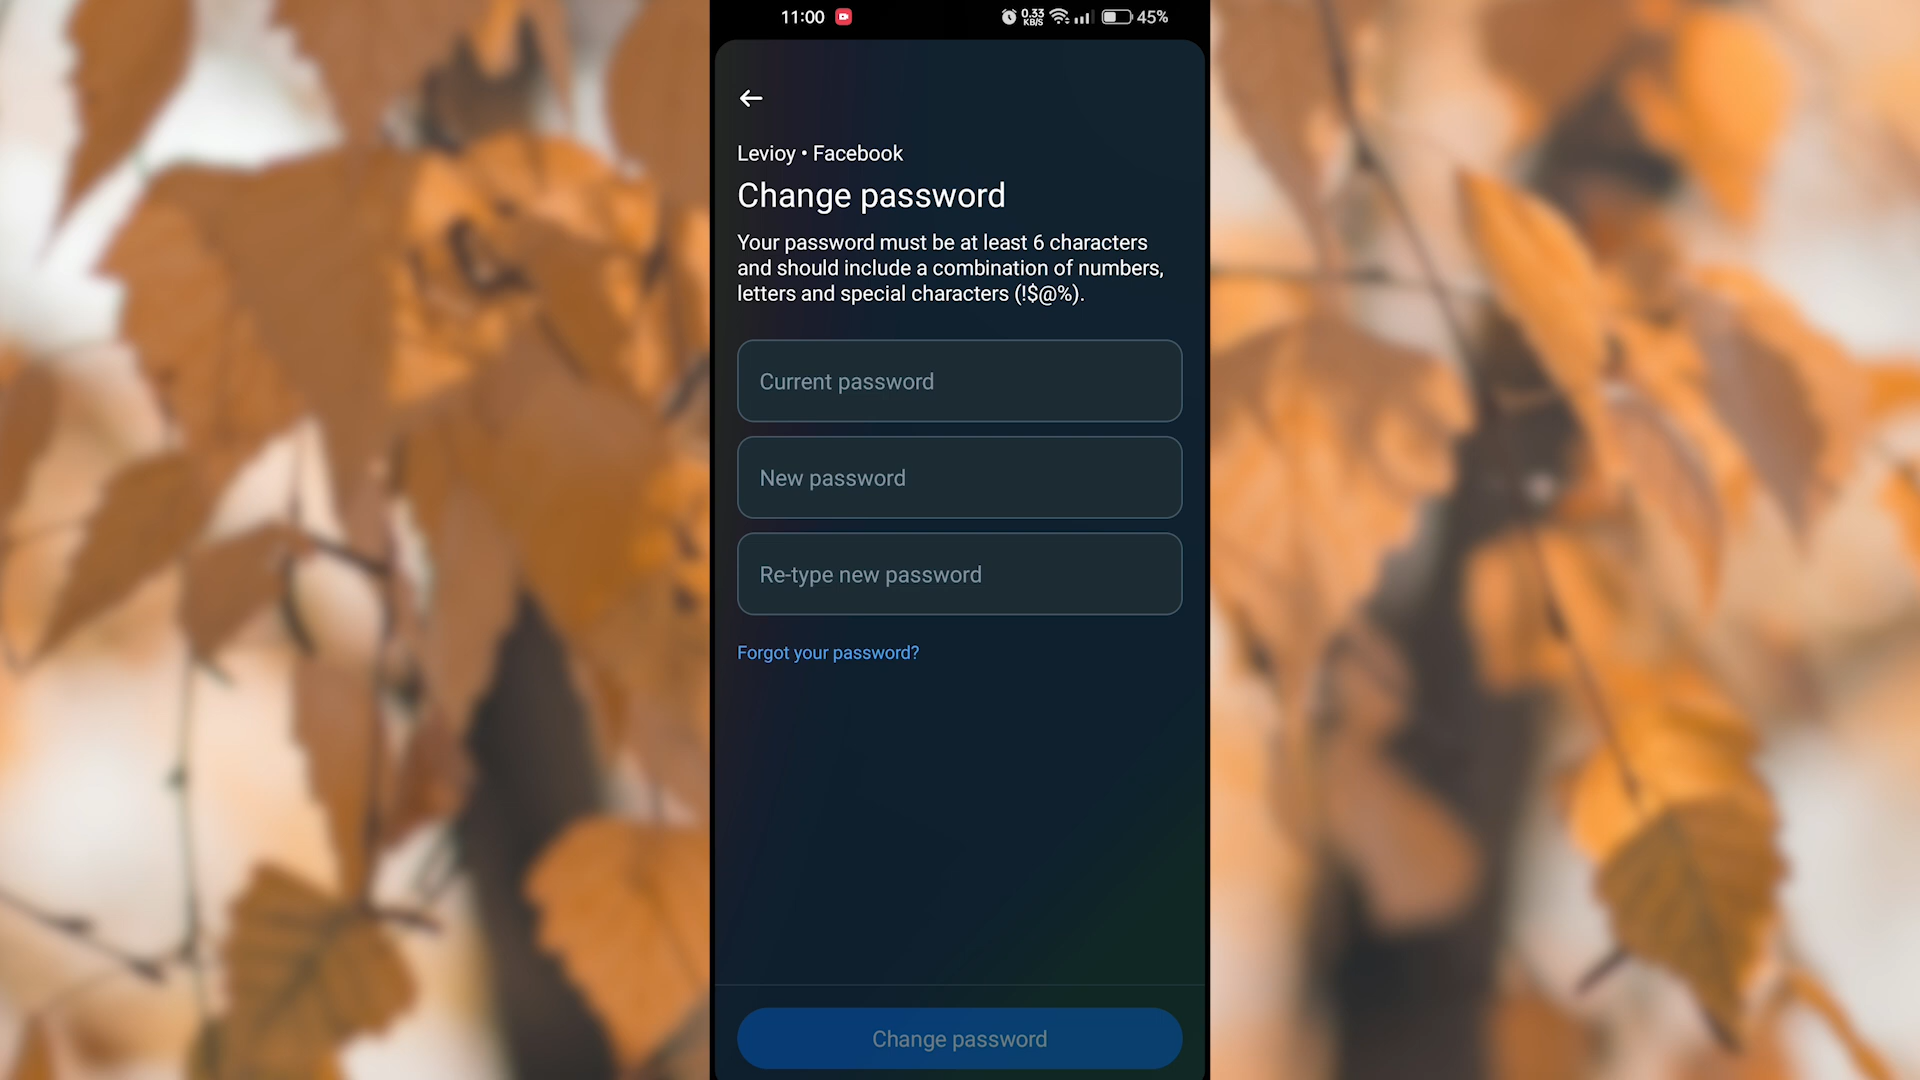 11:00
0.33
KB/S
45%
Levioy • Facebook
Change password
Your password must be at least 6 characters
and should include a combination of numbers,
letters and special characters (!$@%).
Current password
New password
Re-type new password
Forgot your password?
Change password